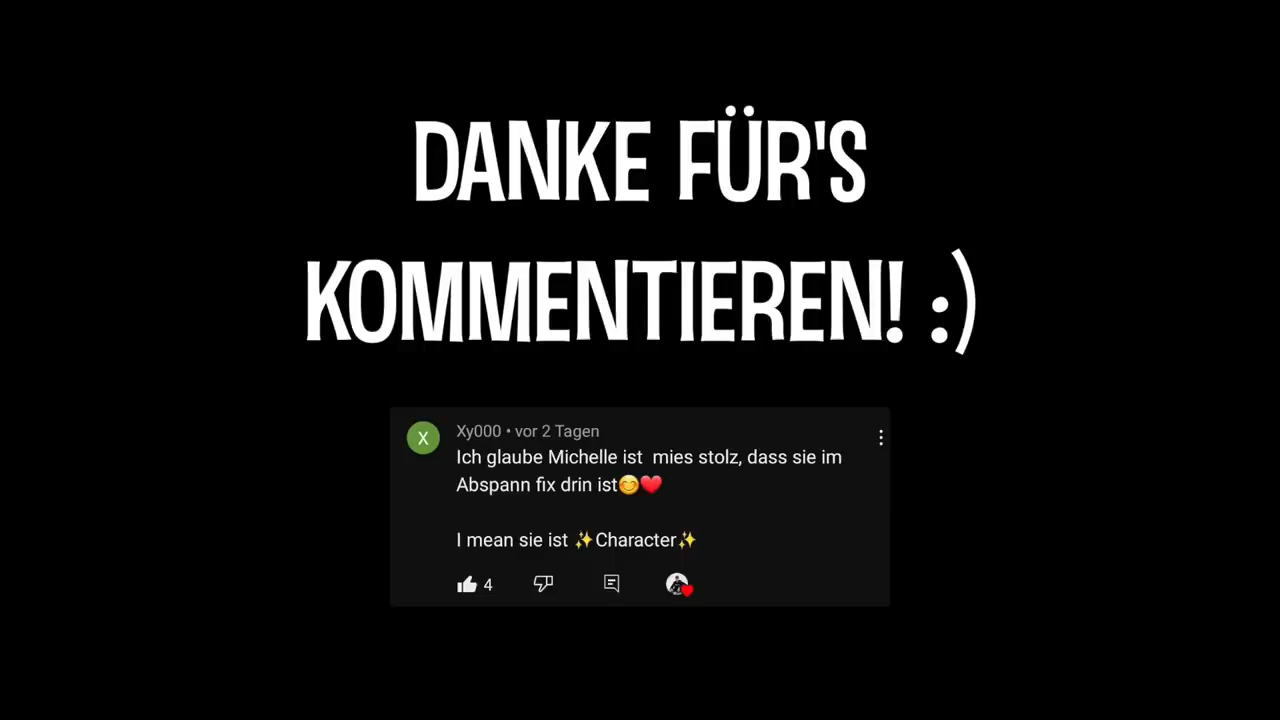 DANKE FÜR'S
KOMMENTIEREN! :)
X
Xy000 • vor 2 Tagen
Ich glaube Michelle ist  mies stolz, dass sie im
Abspann fix drin ist😊❤️
I mean sie ist ✨Character✨
4